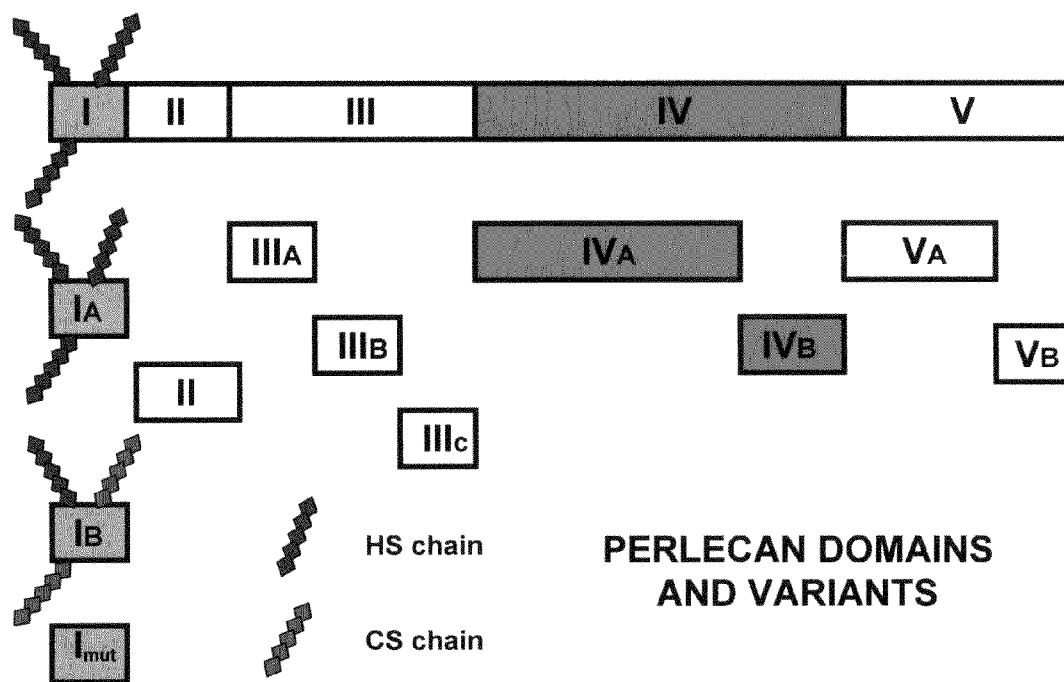 I II III IV V
IIIA IVA VA
IA
IIIB IVB VB
II
IIIC
IB
HS chain
PERLECAN DOMAINS
AND VARIANTS
Imut
CS chain